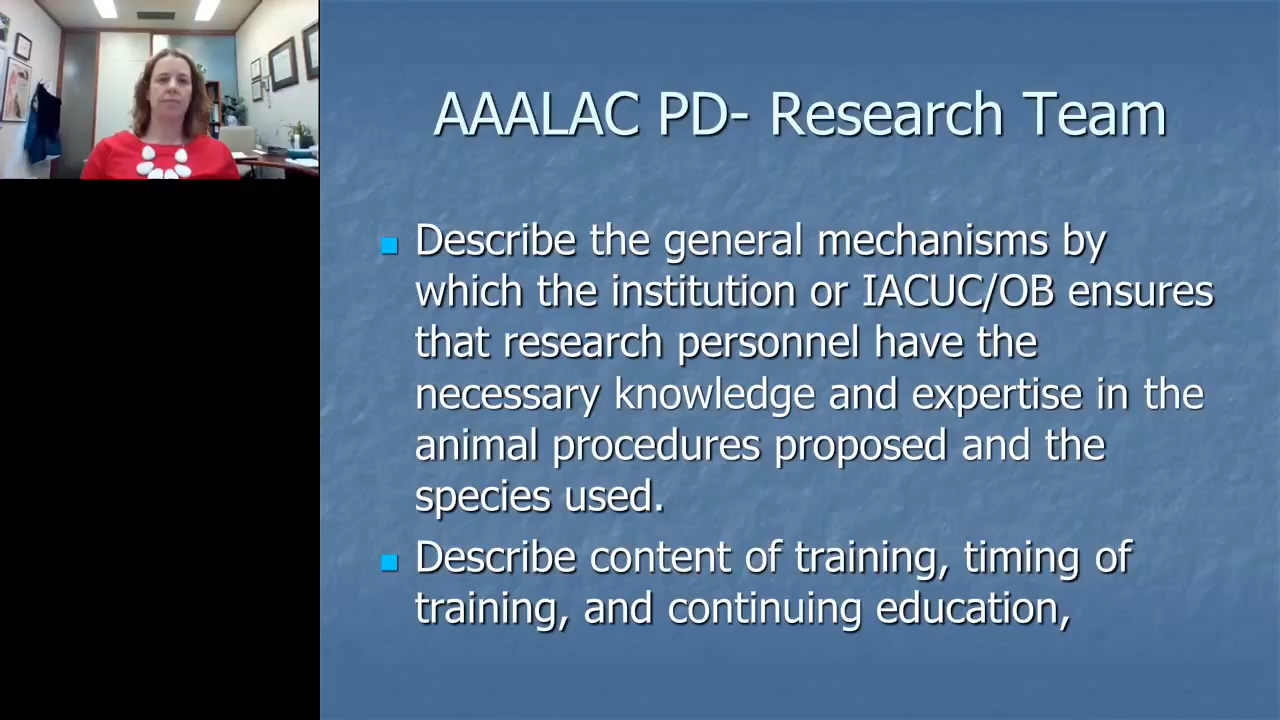 AAALAC PD- Research Team
Describe the general mechanisms by
which the institution or IACUC/OB ensures
that research personnel have the
necessary knowledge and expertise in the
animal procedures proposed and the
species used.
Describe content of training, timing of
training, and continuing education,